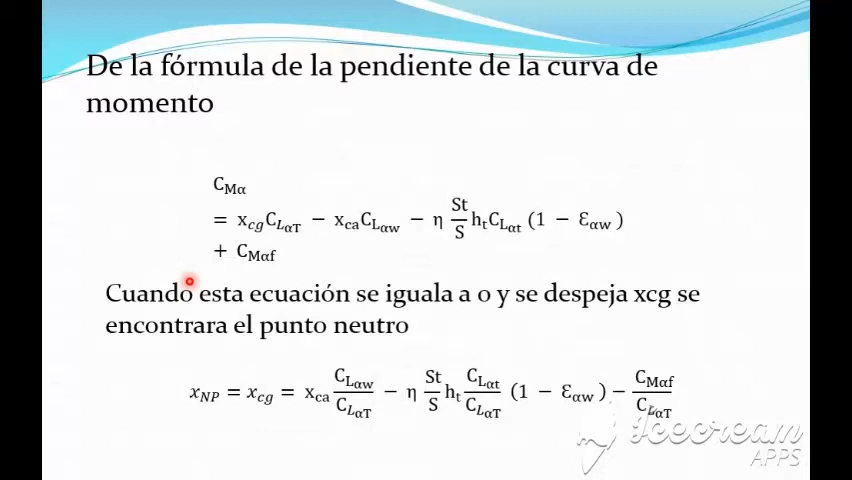 De la fórmula de la pendiente de la curva de
momento
C_Mα
= x_cg C_LαT − x_ca C_Lαw − η St/S h_t C_Lαt (1 − Ɛ_αw)
+ C_Mαf
Cuando esta ecuación se iguala a 0 y se despeja xcg se
encontrara el punto neutro
x_NP = x_cg = x_ca C_Lαw/C_LαT − η St/S h_t C_Lαt/C_LαT (1 − Ɛ_αw) − C_Mαf/C_LαT
Icecream
APPS